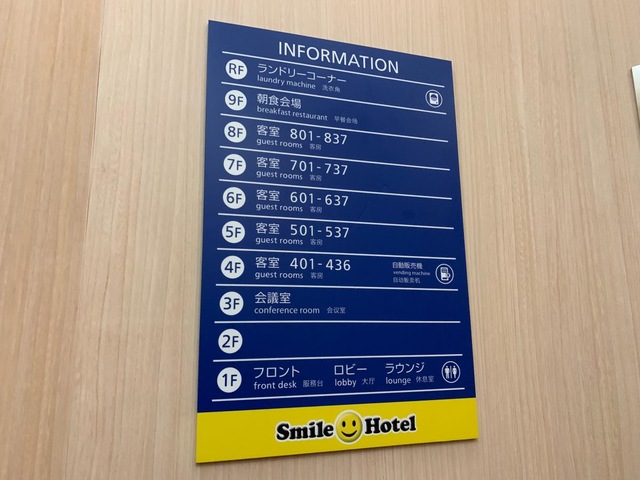 INFORMATION
RF ランドリーコーナー
laundry machine 洗衣角
9F 朝食会場
breakfast restaurant 早餐会场
8F 客室 801-837
guest rooms 客房
7F 客室 701-737
guest rooms 客房
6F 客室 601-637
guest rooms 客房
5F 客室 501-537
guest rooms 客房
4F 客室 401-436 自動販売機
guest rooms 客房 vending machine
自动贩卖机
3F 会議室
conference room 会议室
2F
1F フロント ロビー ラウンジ
front desk 服務台 lobby 大厅 lounge 休息室
Smile Hotel